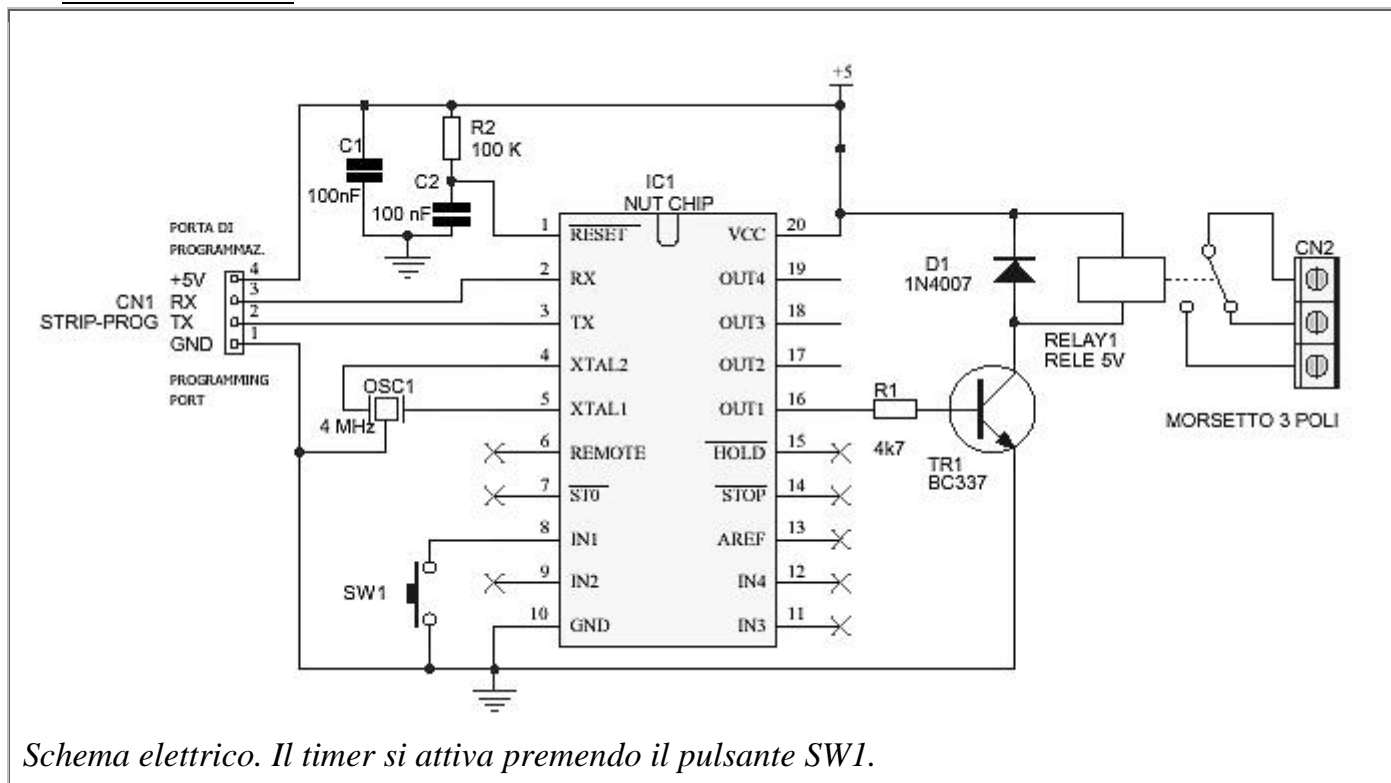 +5
R2
100 K
C1
100nF
C2
100 nF
IC1
NUT CHIP
PORTA DI
PROGRAMMAZ.
+5V 4
CN1 RX 3
STRIP-PROG TX 2
GND 1
PROGRAMMING
PORT
1 RESET VCC 20
2 RX OUT4 19
3 TX OUT3 18
4 XTAL2 OUT2 17
5 XTAL1 OUT1 16
6 REMOTE HOLD 15
7 ST0 STOP 14
8 IN1 AREF 13
9 IN2 IN4 12
10 GND IN3 11
OSC1
4 MHz
SW1
D1
1N4007
RELAY1
RELE 5V
CN2
MORSETTO 3 POLI
R1
4k7
TR1
BC337
Schema elettrico. Il timer si attiva premendo il pulsante SW1.